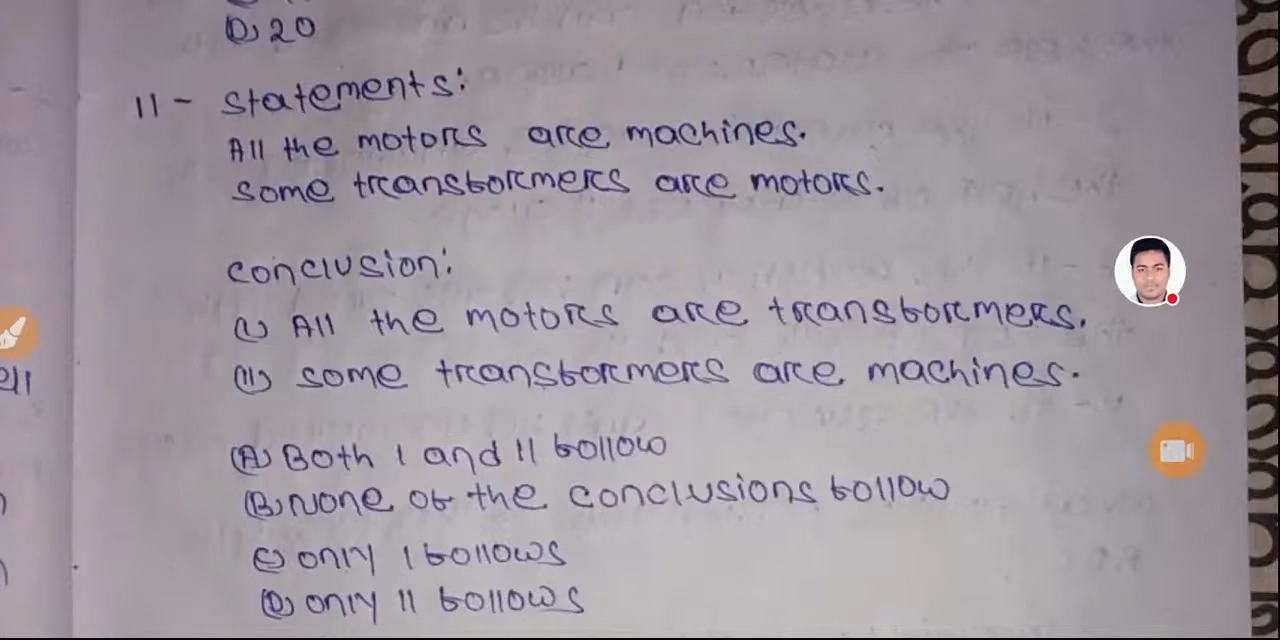 D) 20
11 - Statements:
All the motors are machines.
Some transformers are motors.
Conclusion:
(I) All the motors are transformers.
(II) Some transformers are machines.
(A) Both I and II follow
(B) None of the conclusions follow
(C) Only I follows
(D) Only II follows